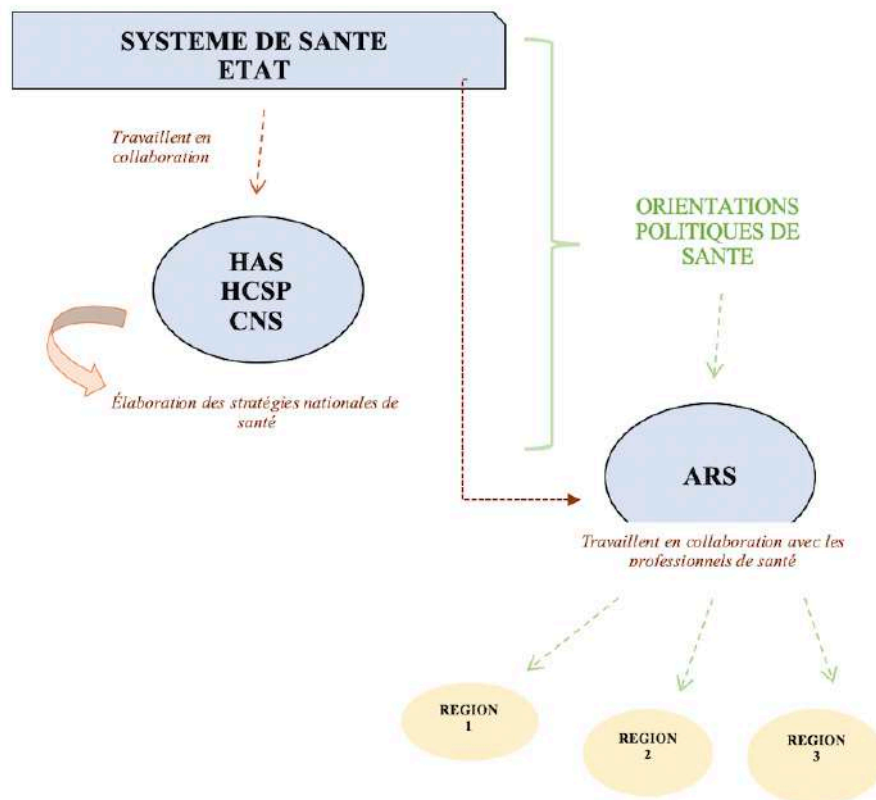 SYSTEME DE SANTE
ETAT
Travaillent en
collaboration
HAS
HCSP
CNS
Élaboration des stratégies nationales de
santé
ORIENTATIONS
POLITIQUES DE
SANTE
ARS
Travaillent en collaboration avec les
professionnels de santé
REGION
1
REGION
2
REGION
3